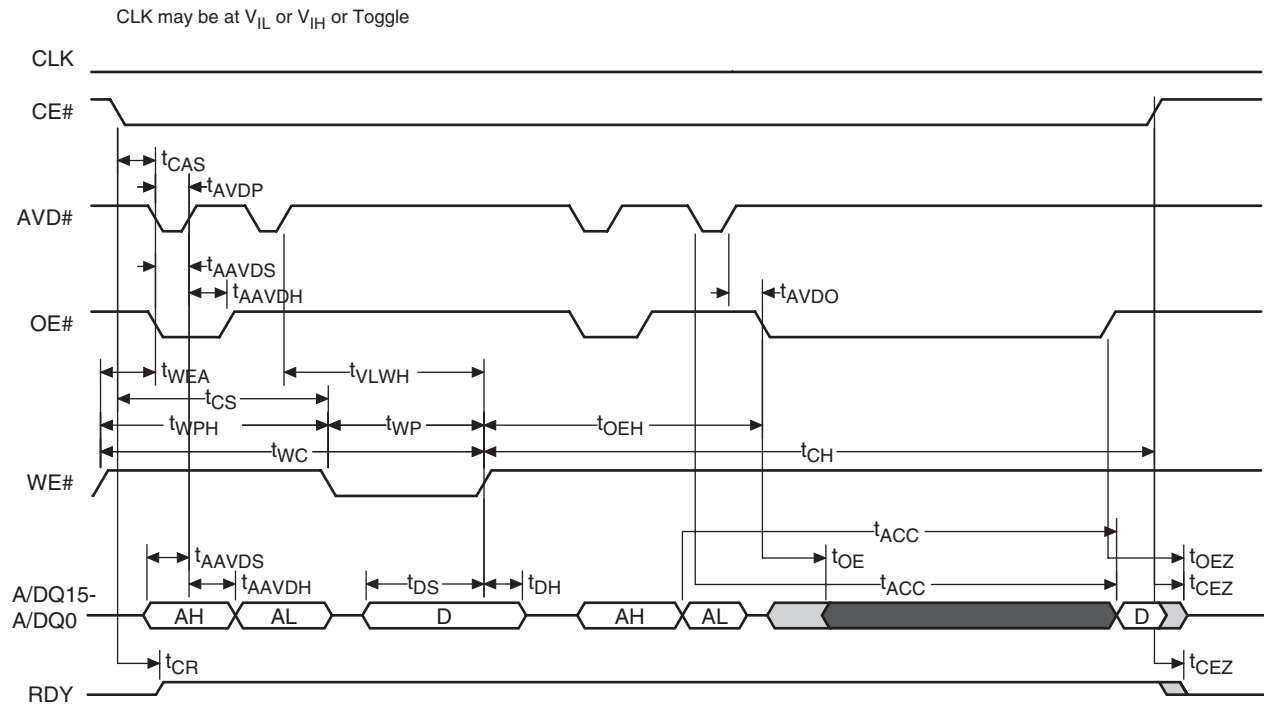 CLK may be at VIL or VIH or Toggle
CLK
CE#
tCAS
tAVDP
AVD#
tAAVDS
tAAVDH
tAVDO
OE#
tWEA
tVLWH
tCS
tWPH
tWP
tOEH
tWC
tCH
WE#
tACC
tAAVDS
tOE
tOEZ
tAAVDH
tDS
tDH
tACC
tCEZ
A/DQ15-
A/DQ0
AH
AL
D
AH
AL
D
tCR
tCEZ
RDY